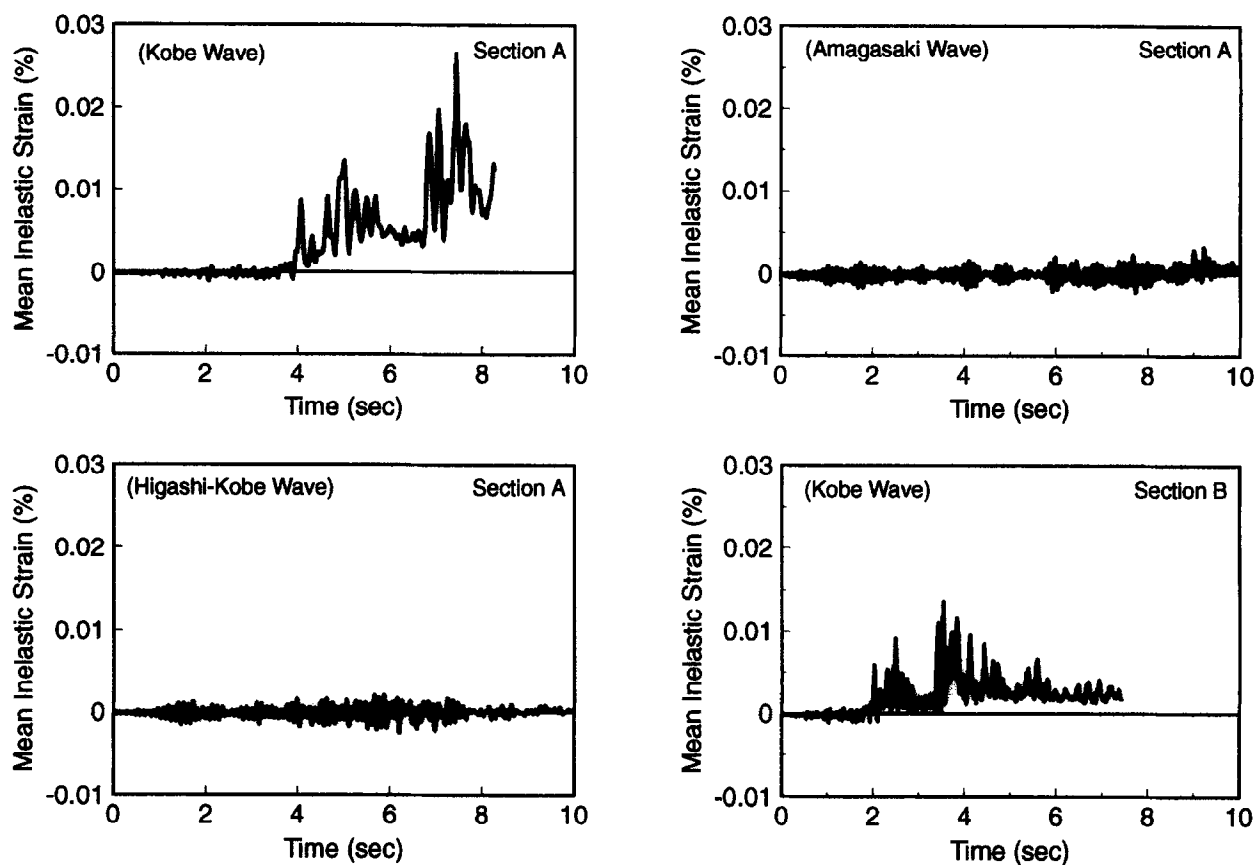 0.03
(Kobe Wave) Section A
0.02
0.01
0
-0.01
Mean Inelastic Strain (%)
0 2 4 6 8 10
Time (sec)
0.03
(Amagasaki Wave) Section A
0.02
0.01
0
-0.01
Mean Inelastic Strain (%)
0 2 4 6 8 10
Time (sec)
0.03
(Higashi-Kobe Wave) Section A
0.02
0.01
0
-0.01
Mean Inelastic Strain (%)
0 2 4 6 8 10
Time (sec)
0.03
(Kobe Wave) Section B
0.02
0.01
0
-0.01
Mean Inelastic Strain (%)
0 2 4 6 8 10
Time (sec)